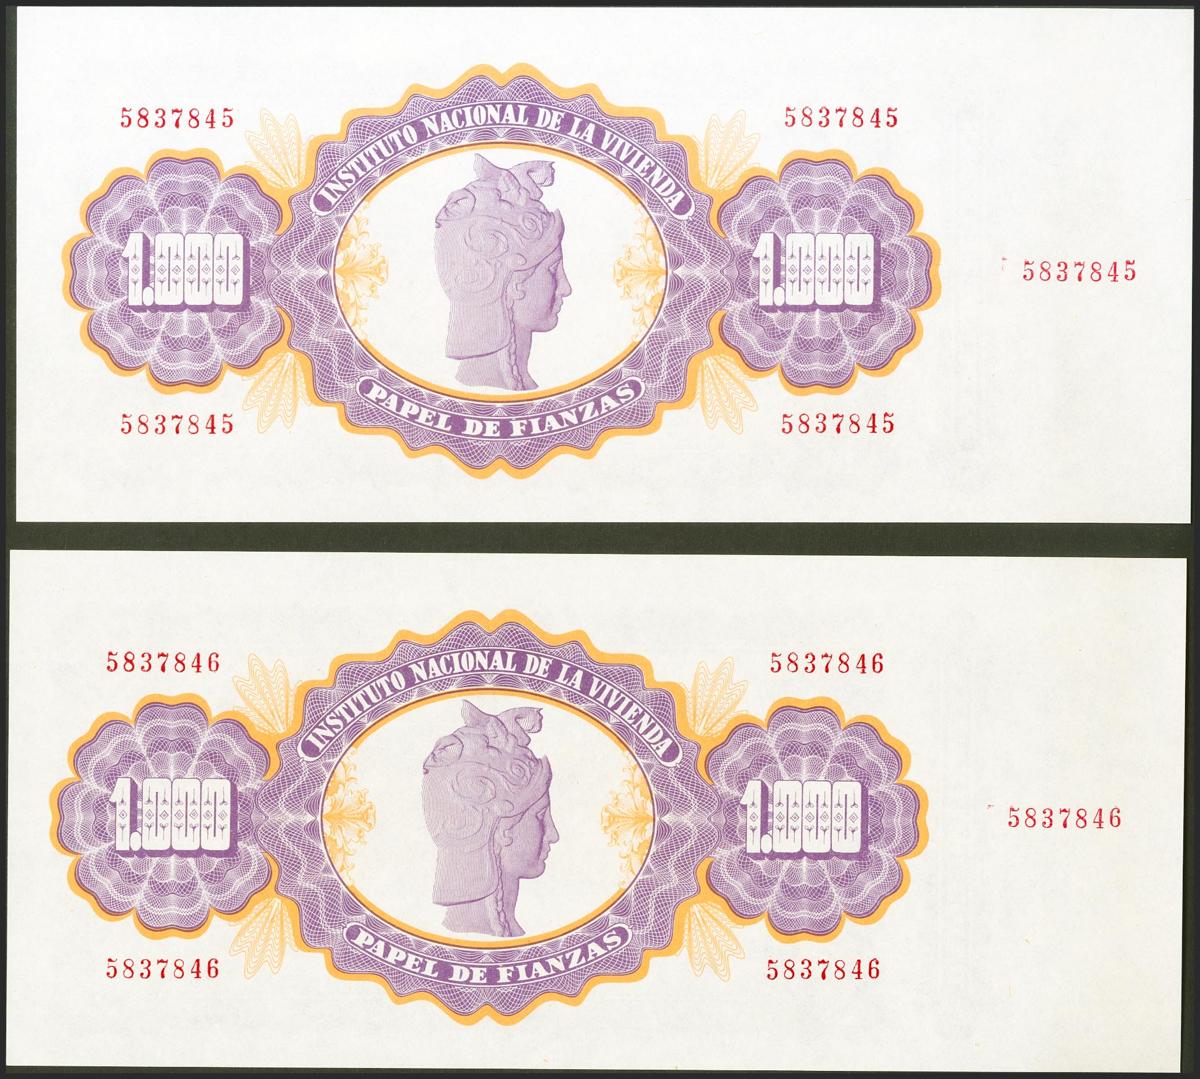 5837845 5837845
INSTITUTO NACIONAL DE LA VIVIENDA
1.000 1.000
5837845
PAPEL DE FIANZAS
5837845 5837845
5837846 5837846
INSTITUTO NACIONAL DE LA VIVIENDA
1.000 1.000
5837846
PAPEL DE FIANZAS
5837846 5837846